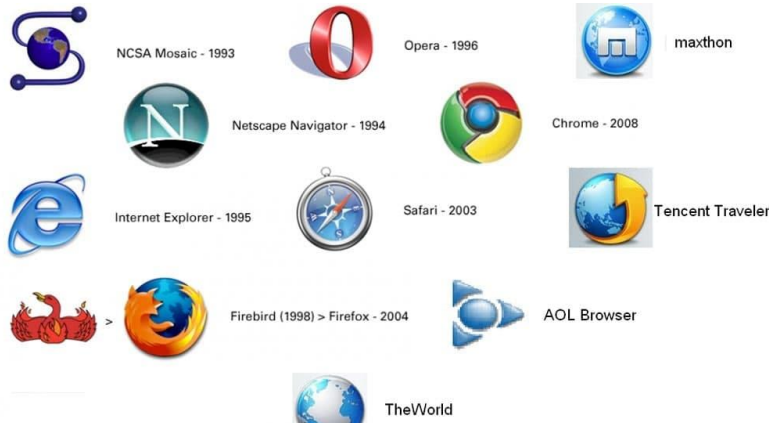 NCSA Mosaic - 1993
Opera - 1996
maxthon
Netscape Navigator - 1994
Chrome - 2008
Internet Explorer - 1995
Safari - 2003
Tencent Traveler
> Firebird (1998) > Firefox - 2004
AOL Browser
TheWorld